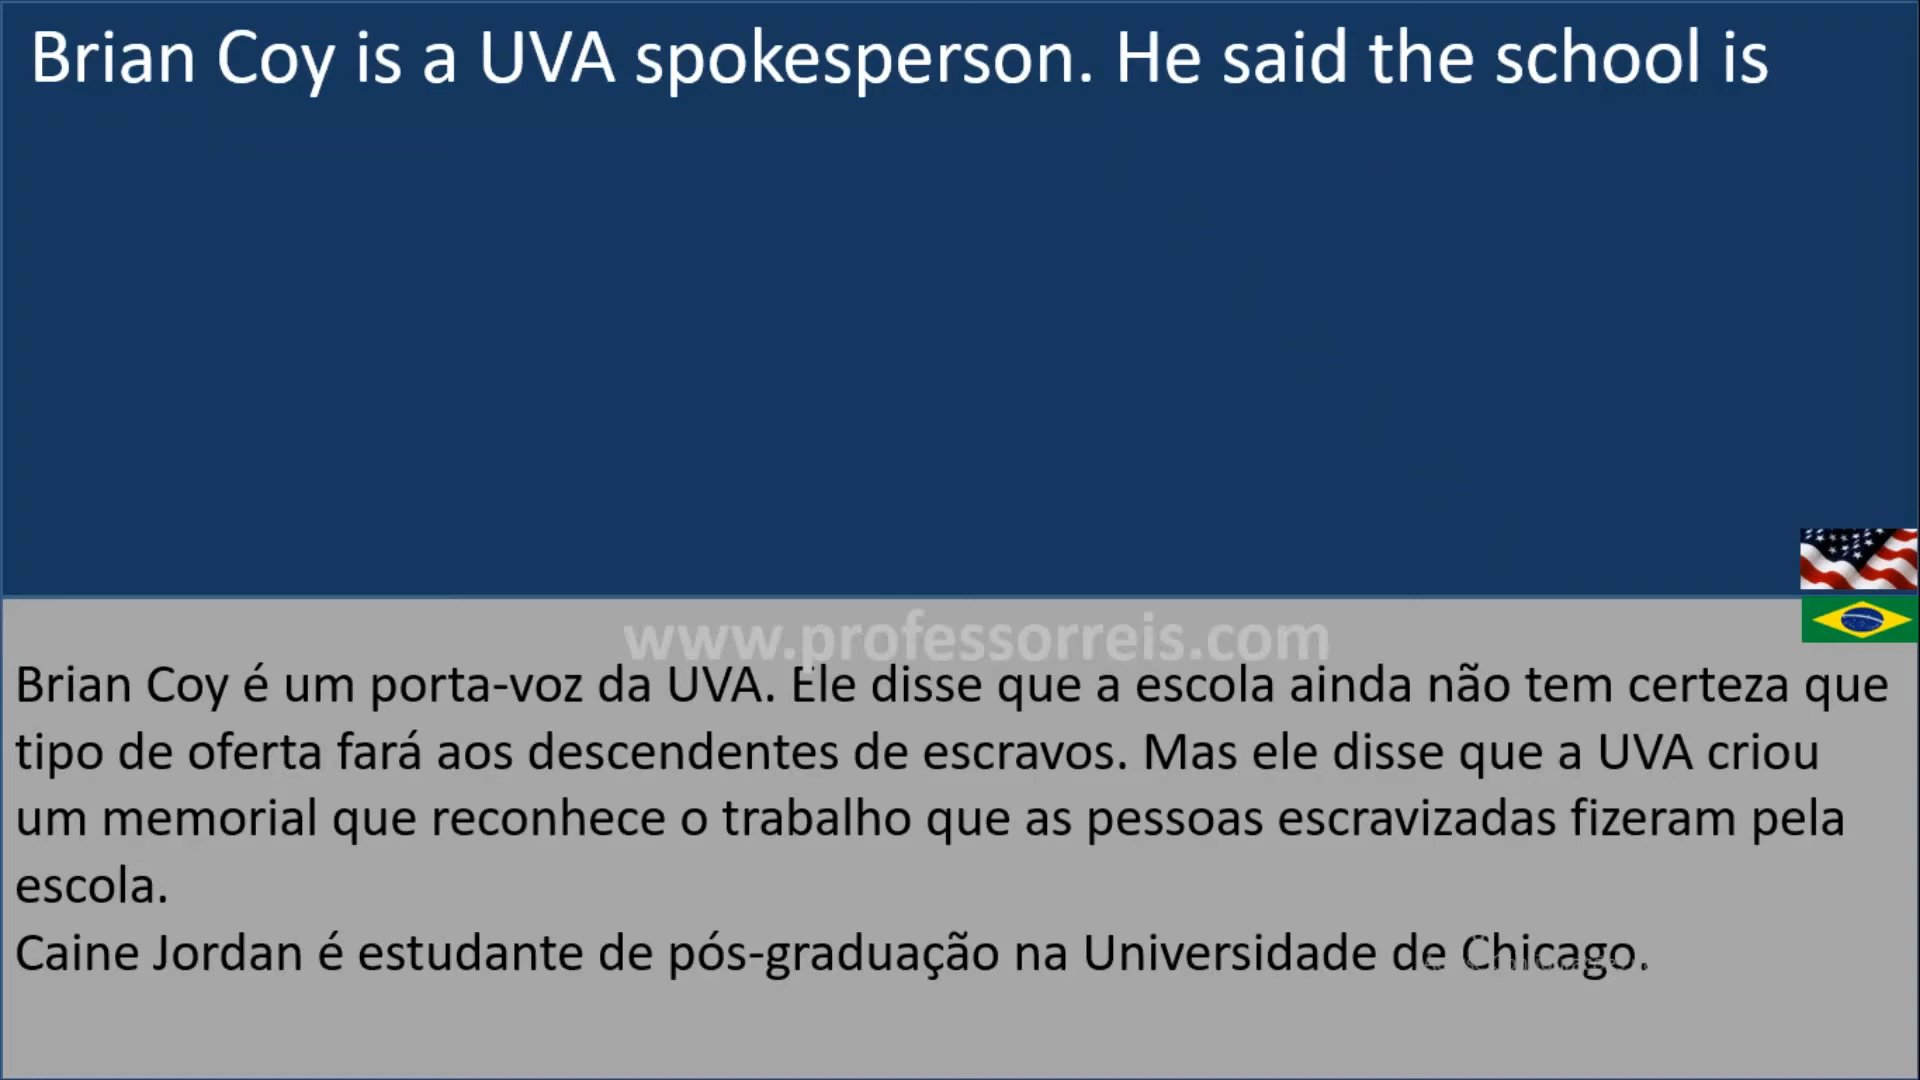 Brian Coy is a UVA spokesperson. He said the school is
www.professorreis.com
Brian Coy é um porta-voz da UVA. Ele disse que a escola ainda não tem certeza que
tipo de oferta fará aos descendentes de escravos. Mas ele disse que a UVA criou
um memorial que reconhece o trabalho que as pessoas escravizadas fizeram pela
escola.
Caine Jordan é estudante de pós-graduação na Universidade de Chicago.